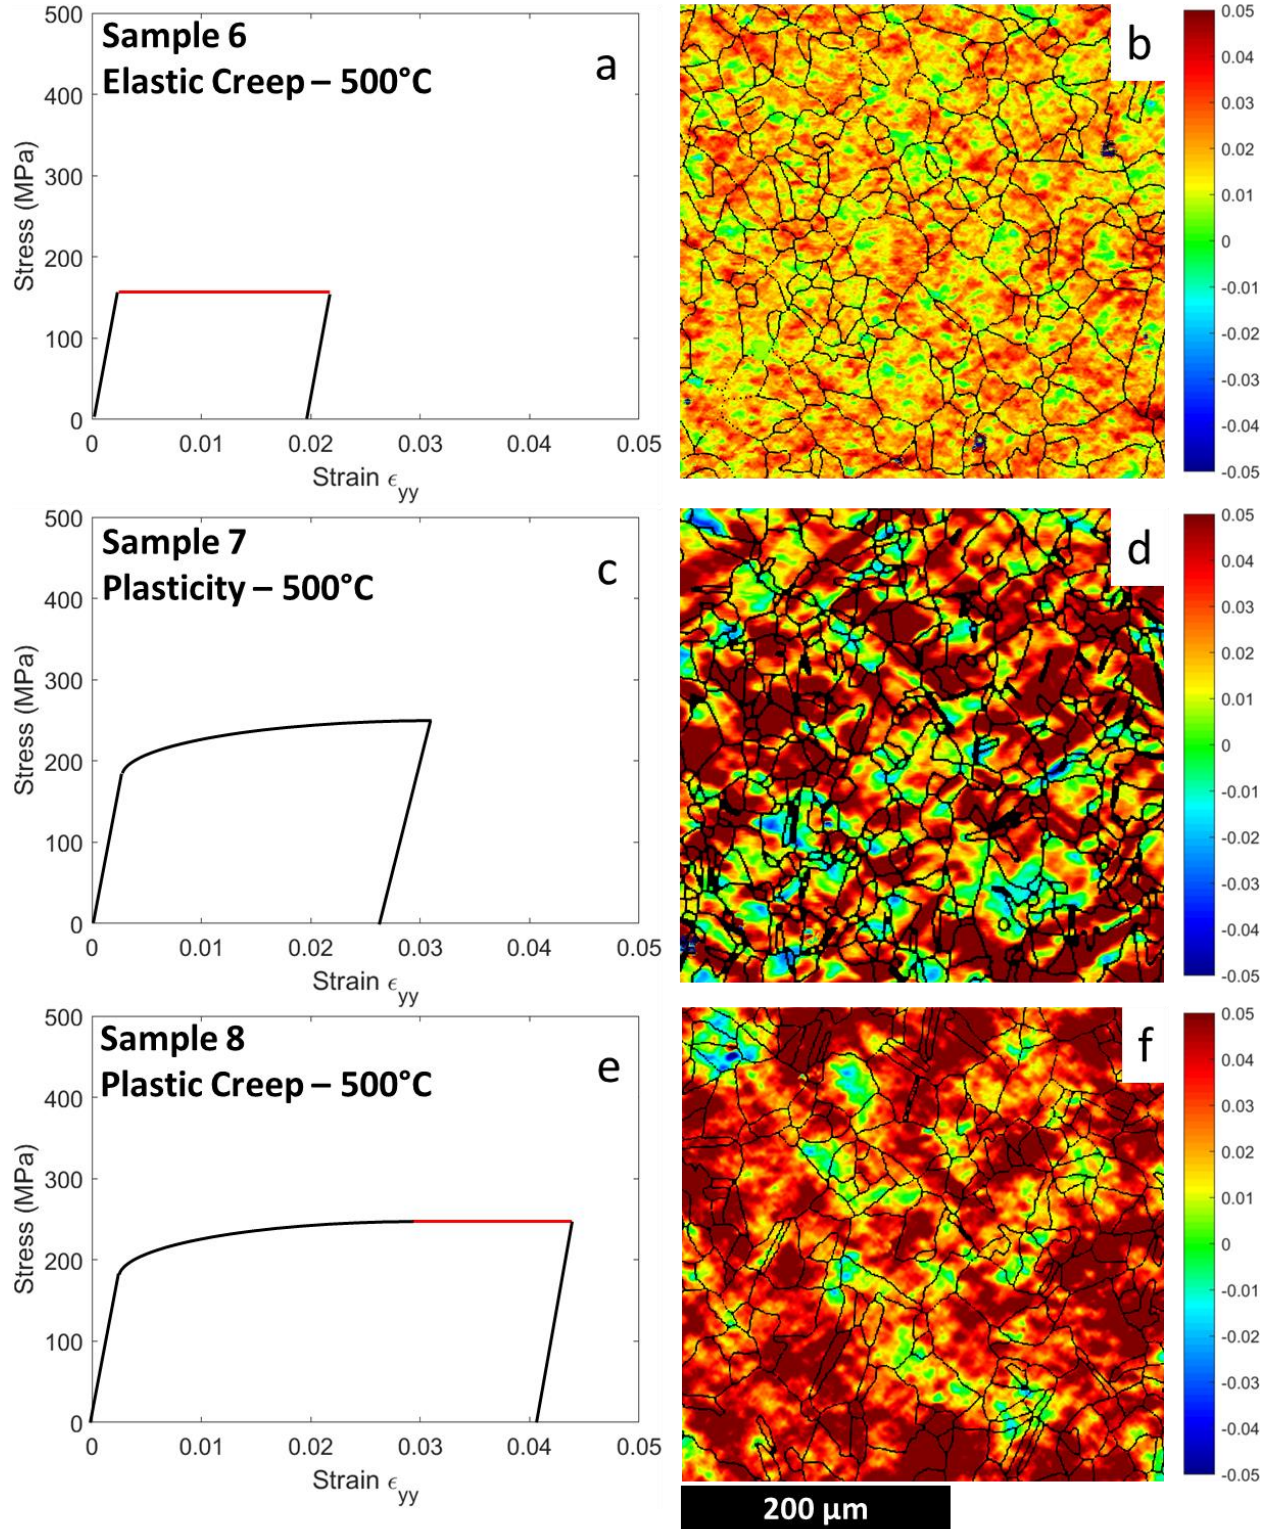 Sample 6
Elastic Creep – 500°C
a
500
400
300
200
100
0
Stress (MPa)
0 0.01 0.02 0.03 0.04 0.05
Strain ϵyy
b
0.05
0.04
0.03
0.02
0.01
0
-0.01
-0.02
-0.03
-0.04
-0.05
Sample 7
Plasticity – 500°C
c
500
400
300
200
100
0
Stress (MPa)
0 0.01 0.02 0.03 0.04 0.05
Strain ϵyy
d
0.05
0.04
0.03
0.02
0.01
0
-0.01
-0.02
-0.03
-0.04
-0.05
Sample 8
Plastic Creep – 500°C
e
500
400
300
200
100
0
Stress (MPa)
0 0.01 0.02 0.03 0.04 0.05
Strain ϵyy
f
0.05
0.04
0.03
0.02
0.01
0
-0.01
-0.02
-0.03
-0.04
-0.05
200 µm